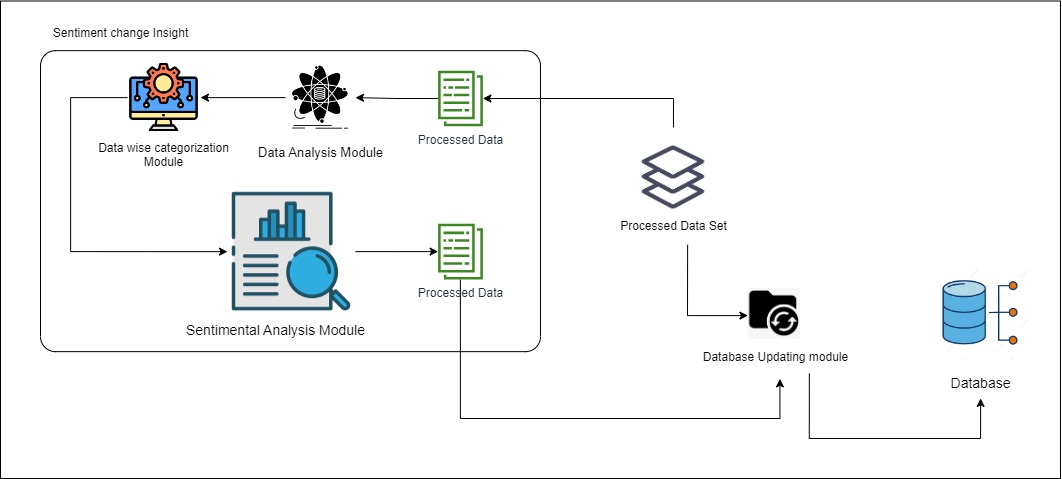 Sentiment change Insight
Data wise categorization
Module
Data Analysis Module
Processed Data
Processed Data Set
Sentimental Analysis Module
Processed Data
Database Updating module
Database